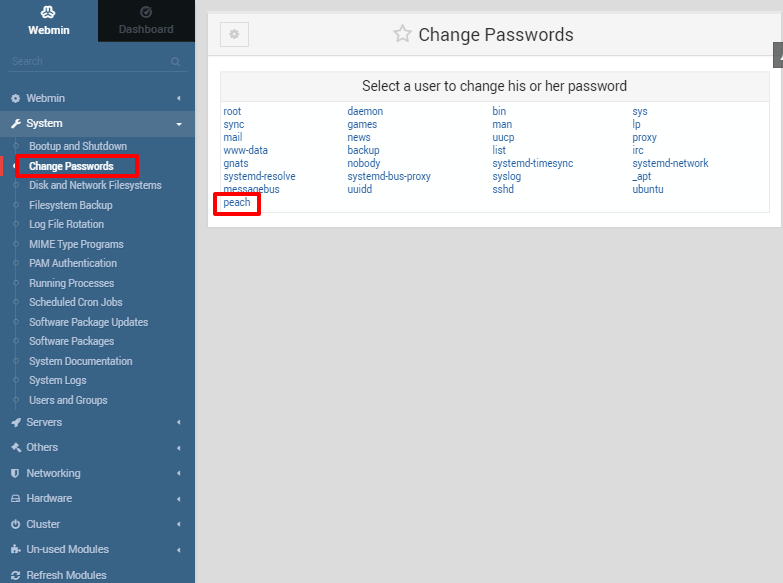 Webmin
Dashboard
Search
Webmin
System
Bootup and Shutdown
Change Passwords
Disk and Network Filesystems
Filesystem Backup
Log File Rotation
MIME Type Programs
PAM Authentication
Running Processes
Scheduled Cron Jobs
Software Package Updates
Software Packages
System Documentation
System Logs
Users and Groups
Servers
Others
Networking
Hardware
Cluster
Un-used Modules
Refresh Modules
Change Passwords
Select a user to change his or her password
root daemon bin sys
sync games man lp
mail news uucp proxy
www-data backup list irc
gnats nobody systemd-timesync systemd-network
systemd-resolve systemd-bus-proxy syslog _apt
messagebus uuidd sshd ubuntu
peach